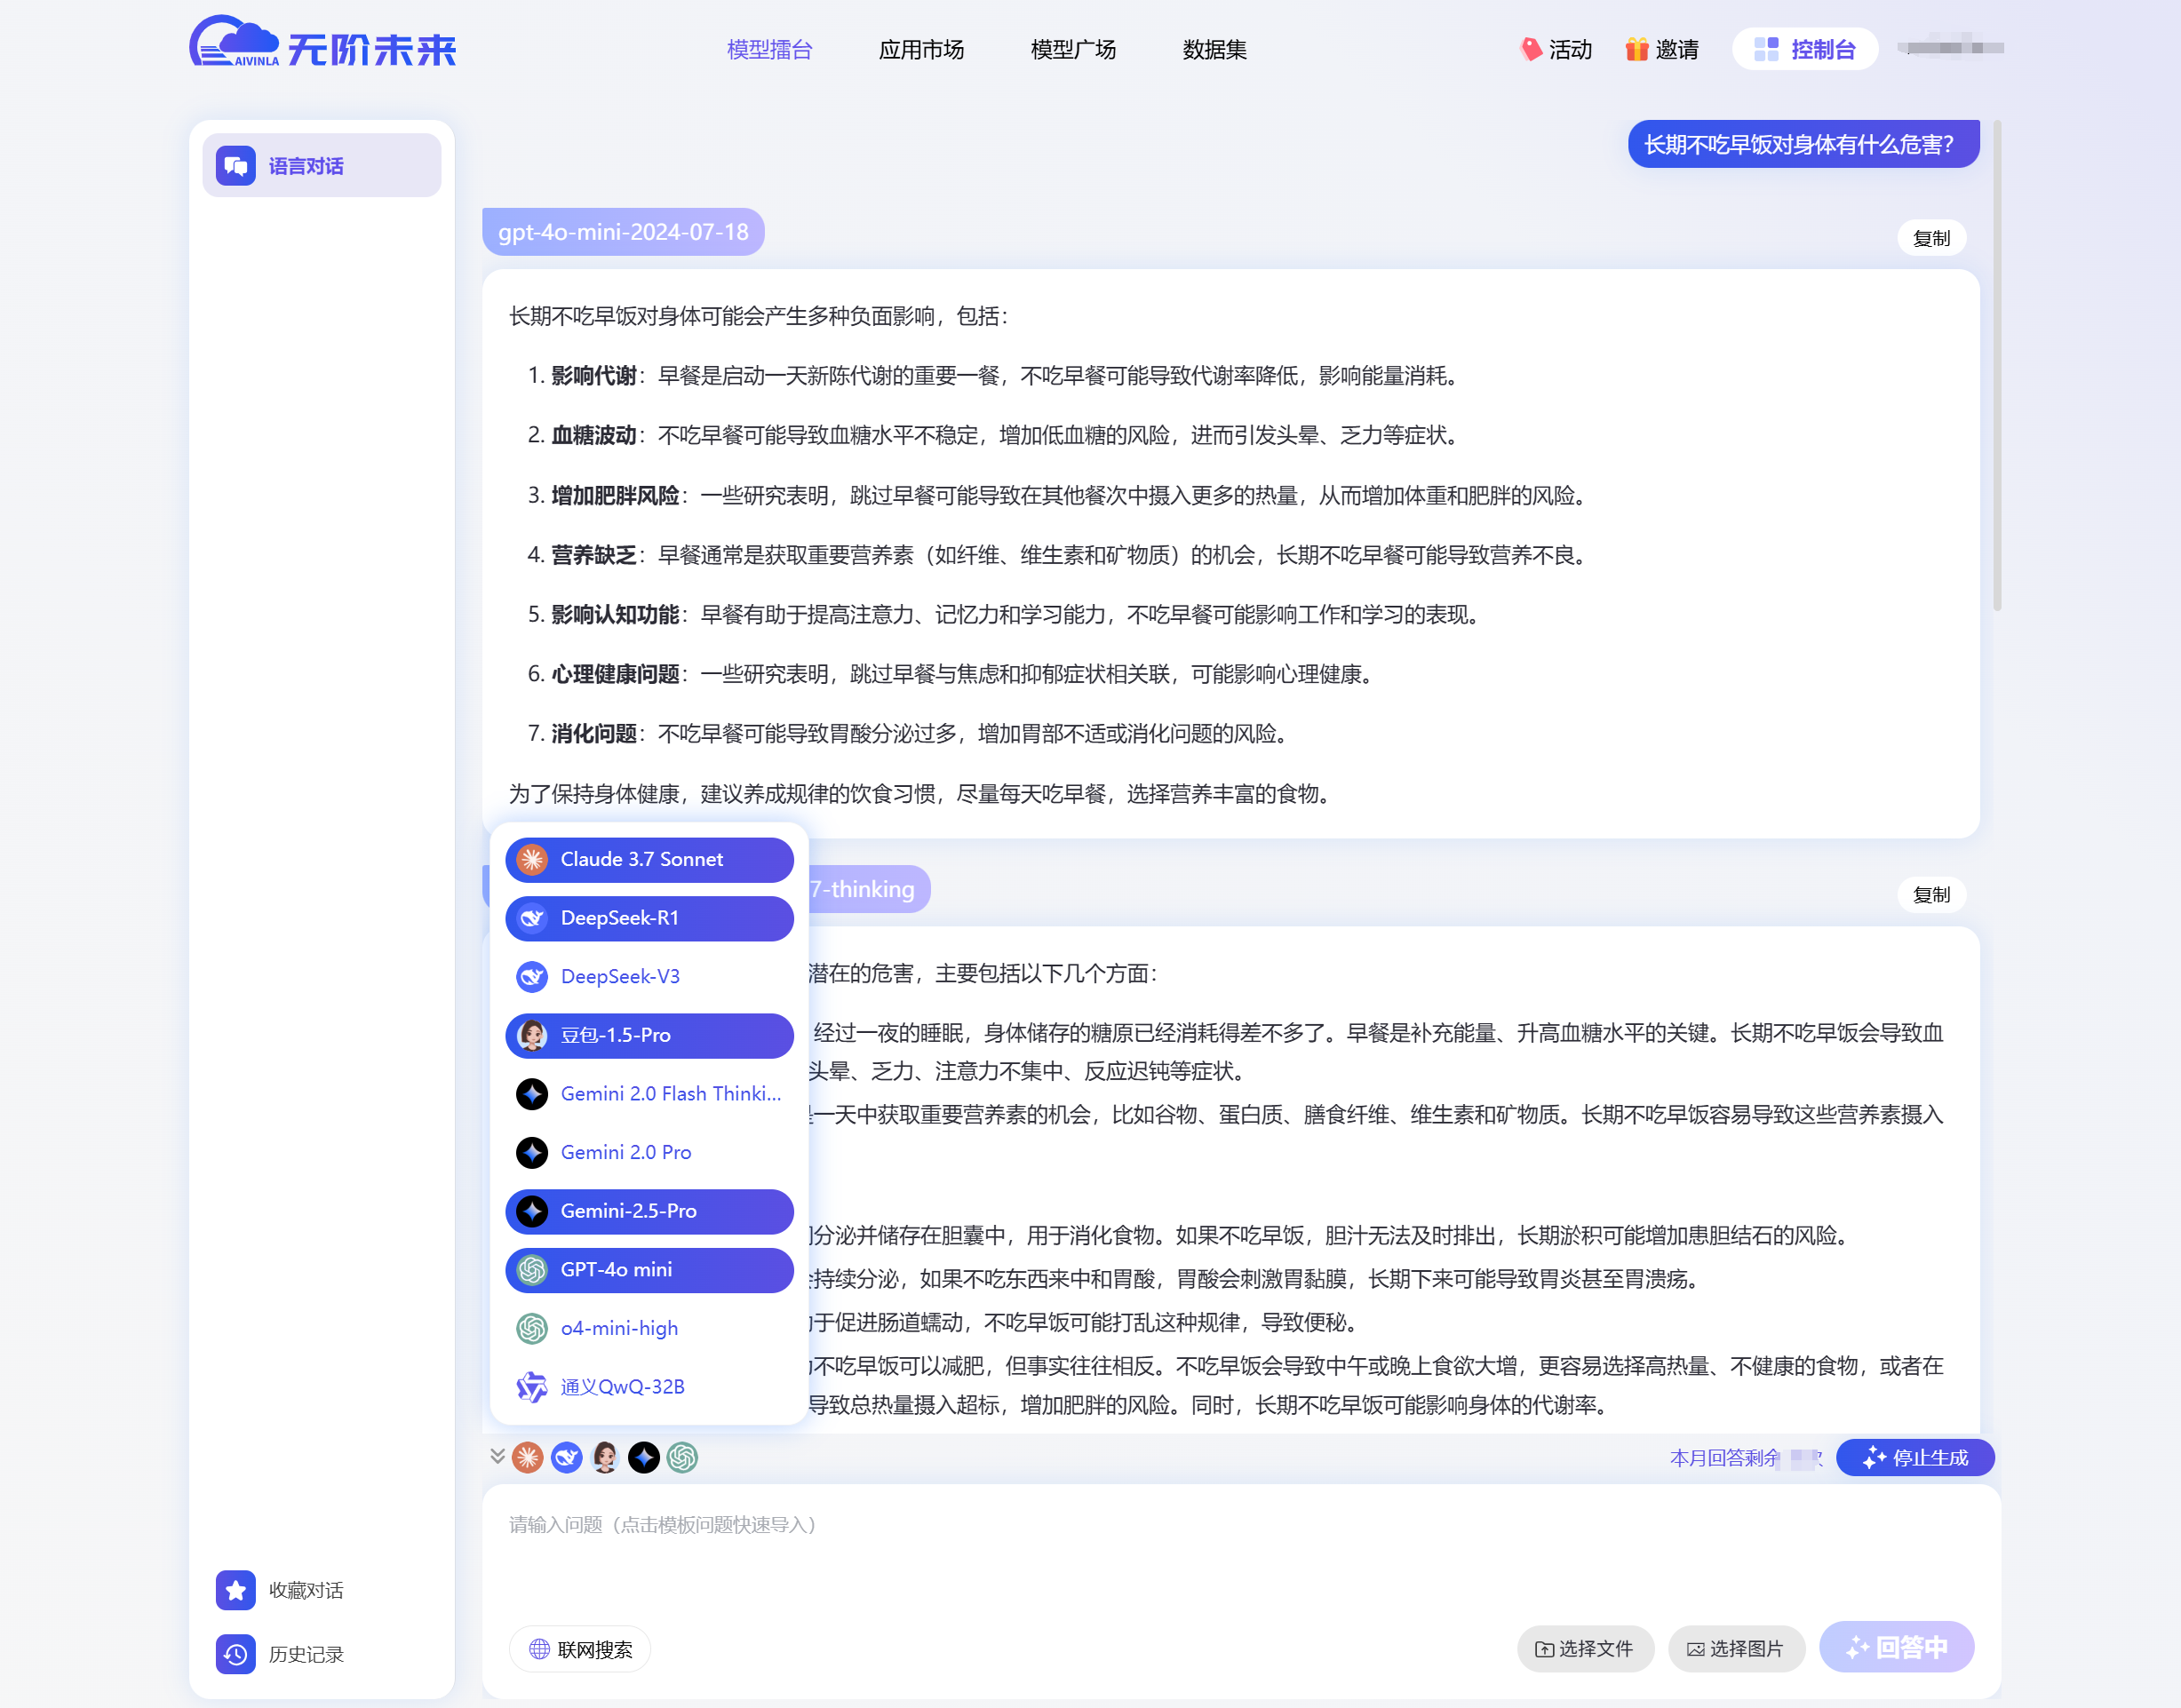 AIVINLA 无阶未来
模型擂台 应用市场 模型广场 数据集
活动 邀请 控制台
语言对话
长期不吃早饭对身体有什么危害?
gpt-4o-mini-2024-07-18
复制
长期不吃早饭对身体可能会产生多种负面影响，包括：
1. 影响代谢：早餐是启动一天新陈代谢的重要一餐，不吃早餐可能导致代谢率降低，影响能量消耗。
2. 血糖波动：不吃早餐可能导致血糖水平不稳定，增加低血糖的风险，进而引发头晕、乏力等症状。
3. 增加肥胖风险：一些研究表明，跳过早餐可能导致在其他餐次中摄入更多的热量，从而增加体重和肥胖的风险。
4. 营养缺乏：早餐通常是获取重要营养素（如纤维、维生素和矿物质）的机会，长期不吃早餐可能导致营养不良。
5. 影响认知功能：早餐有助于提高注意力、记忆力和学习能力，不吃早餐可能影响工作和学习的表现。
6. 心理健康问题：一些研究表明，跳过早餐与焦虑和抑郁症状相关联，可能影响心理健康。
7. 消化问题：不吃早餐可能导致胃酸分泌过多，增加胃部不适或消化问题的风险。
为了保持身体健康，建议养成规律的饮食习惯，尽量每天吃早餐，选择营养丰富的食物。
7-thinking
复制
潜在的危害，主要包括以下几个方面：
经过一夜的睡眠，身体储存的糖原已经消耗得差不多了。早餐是补充能量、升高血糖水平的关键。长期不吃早饭会导致血
头晕、乏力、注意力不集中、反应迟钝等症状。
一天中获取重要营养素的机会，比如谷物、蛋白质、膳食纤维、维生素和矿物质。长期不吃早饭容易导致这些营养素摄入
分泌并储存在胆囊中，用于消化食物。如果不吃早饭，胆汁无法及时排出，长期淤积可能增加患胆结石的风险。
持续分泌，如果不吃东西来中和胃酸，胃酸会刺激胃黏膜，长期下来可能导致胃炎甚至胃溃疡。
于促进肠道蠕动，不吃早饭可能打乱这种规律，导致便秘。
不吃早饭可以减肥，但事实往往相反。不吃早饭会导致中午或晚上食欲大增，更容易选择高热量、不健康的食物，或者在
导致总热量摄入超标，增加肥胖的风险。同时，长期不吃早饭可能影响身体的代谢率。
Claude 3.7 Sonnet
DeepSeek-R1
DeepSeek-V3
豆包-1.5-Pro
Gemini 2.0 Flash Thinki...
Gemini 2.0 Pro
Gemini-2.5-Pro
GPT-4o mini
o4-mini-high
通义QwQ-32B
本月回答剩余
停止生成
请输入问题（点击模板问题快速导入）
联网搜索
选择文件 选择图片 回答中
收藏对话
历史记录